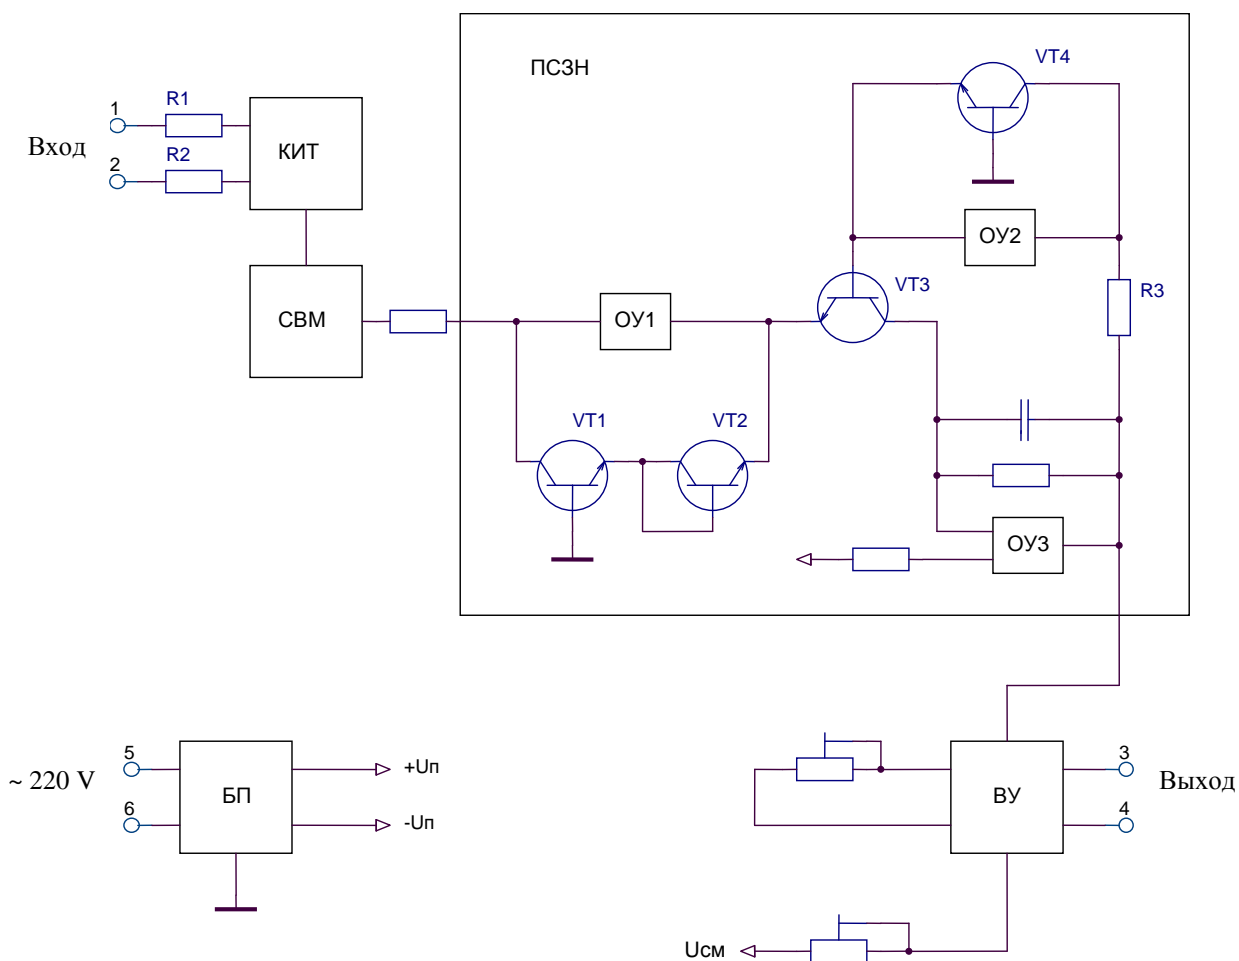 ПСЗН
VT4
1
R1
Вход
КИТ
2
R2
ОУ2
VT3
R3
СВМ
ОУ1
VT1
VT2
ОУ3
5
3
~ 220 V
+Uп
БП
ВУ
Выход
6
-Uп
4
Uсм